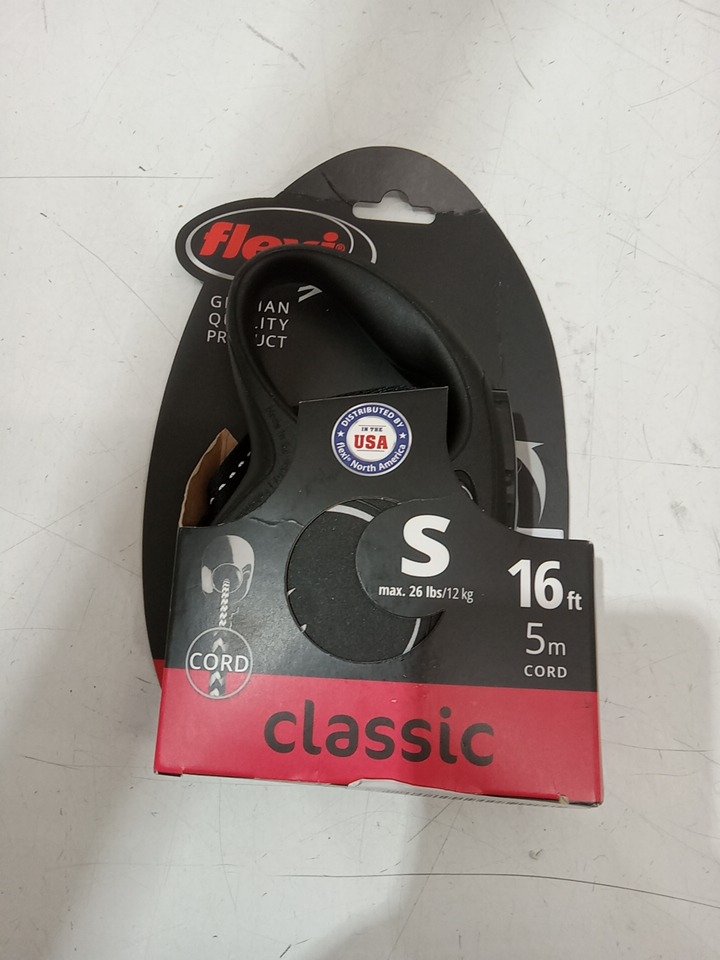 flexi®
GERMAN
QUALITY
PRODUCT
DISTRIBUTED BY
IN THE
USA
flexi® North America
S
max. 26 lbs/12 kg
16 ft
5 m
CORD
CORD
classic